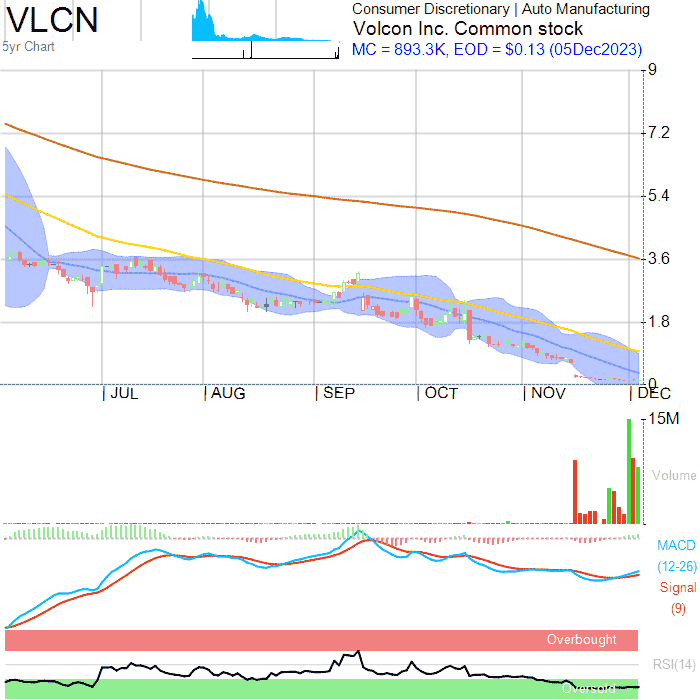 VLCN
5yr Chart
Consumer Discretionary | Auto Manufacturing
Volcon Inc. Common stock
MC = 893.3K, EOD = $0.13 (05Dec2023)
9
7.2
5.4
3.6
1.8
0
JUL
AUG
SEP
OCT
NOV
DEC
15M
Volume
MACD
(12-26)
Signal
(9)
Overbought
RSI(14)
Oversold